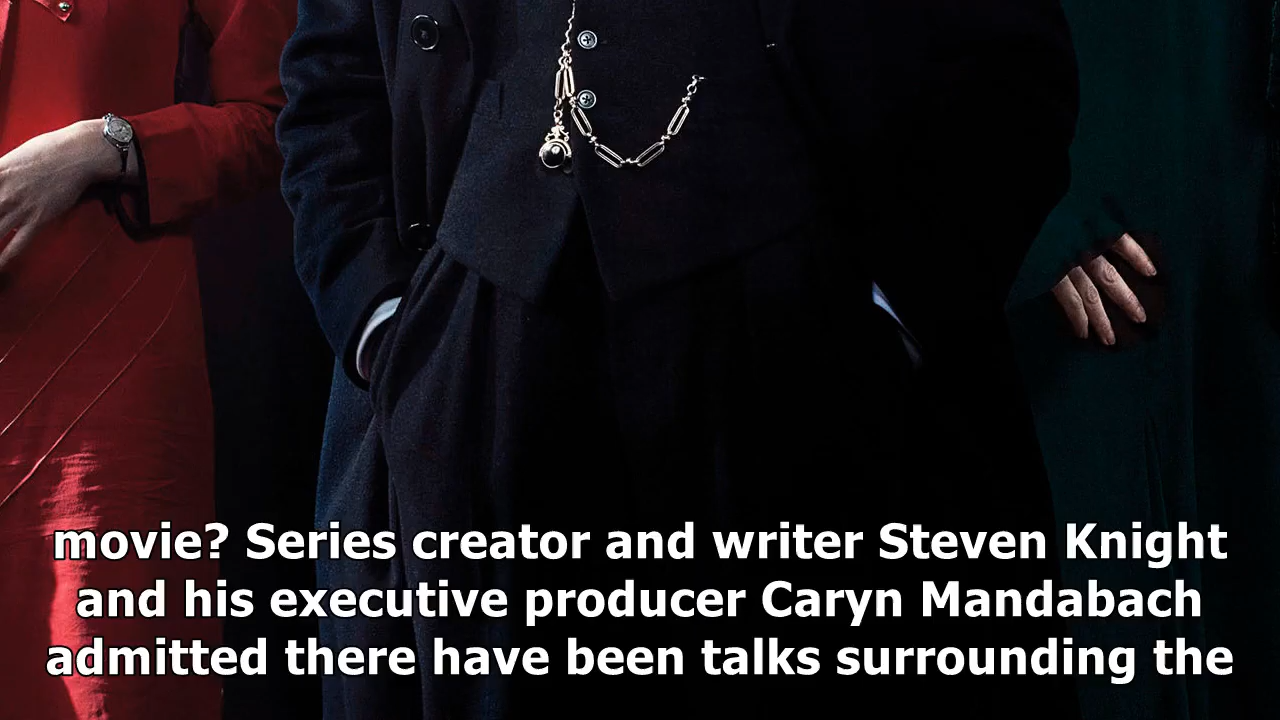 movie? Series creator and writer Steven Knight
and his executive producer Caryn Mandabach
admitted there have been talks surrounding the